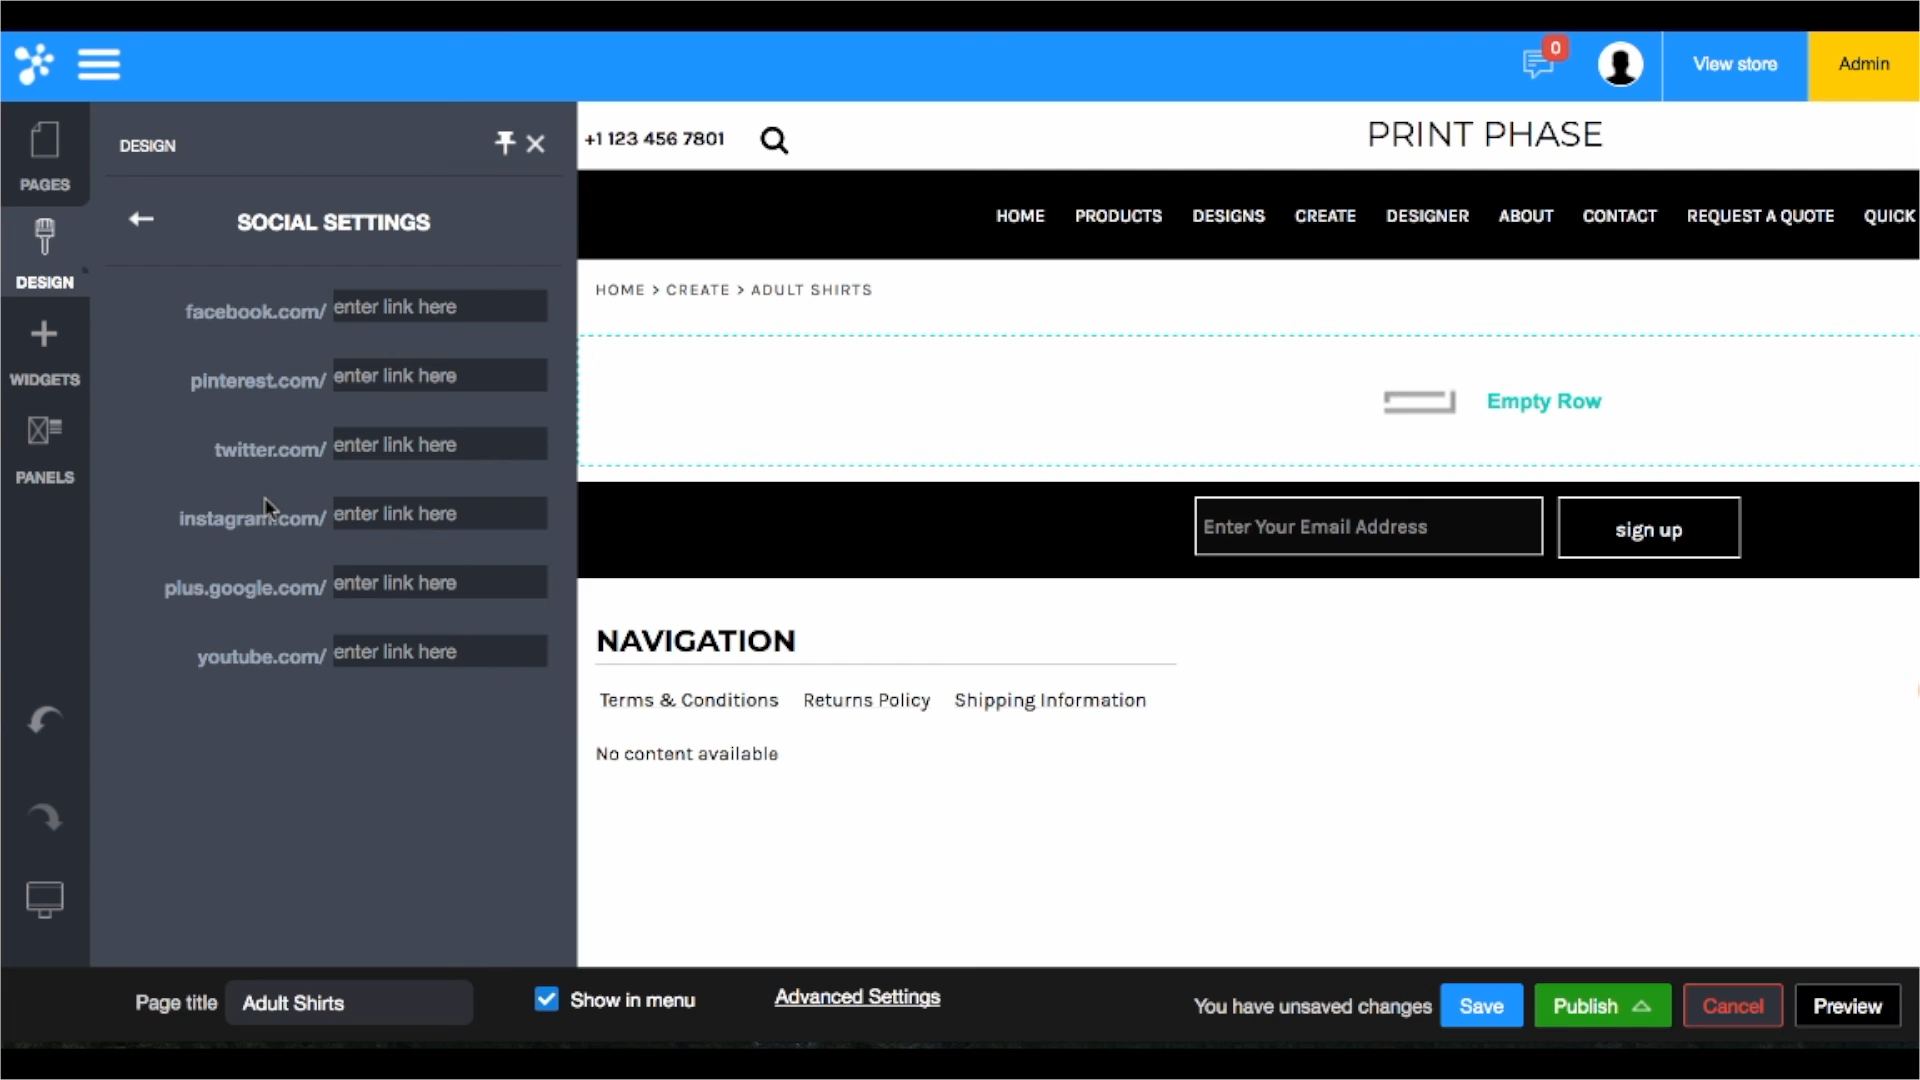 0
View store
Admin
PAGES
DESIGN
WIDGETS
PANELS
DESIGN
SOCIAL SETTINGS
facebook.com/ enter link here
pinterest.com/ enter link here
twitter.com/ enter link here
instagram.com/ enter link here
plus.google.com/ enter link here
youtube.com/ enter link here
+1 123 456 7801
PRINT PHASE
HOME PRODUCTS DESIGNS CREATE DESIGNER ABOUT CONTACT REQUEST A QUOTE QUICK
HOME > CREATE > ADULT SHIRTS
Empty Row
Enter Your Email Address
sign up
NAVIGATION
Terms & Conditions Returns Policy Shipping Information
No content available
Page title Adult Shirts
Show in menu
Advanced Settings
You have unsaved changes
Save
Publish
Cancel
Preview